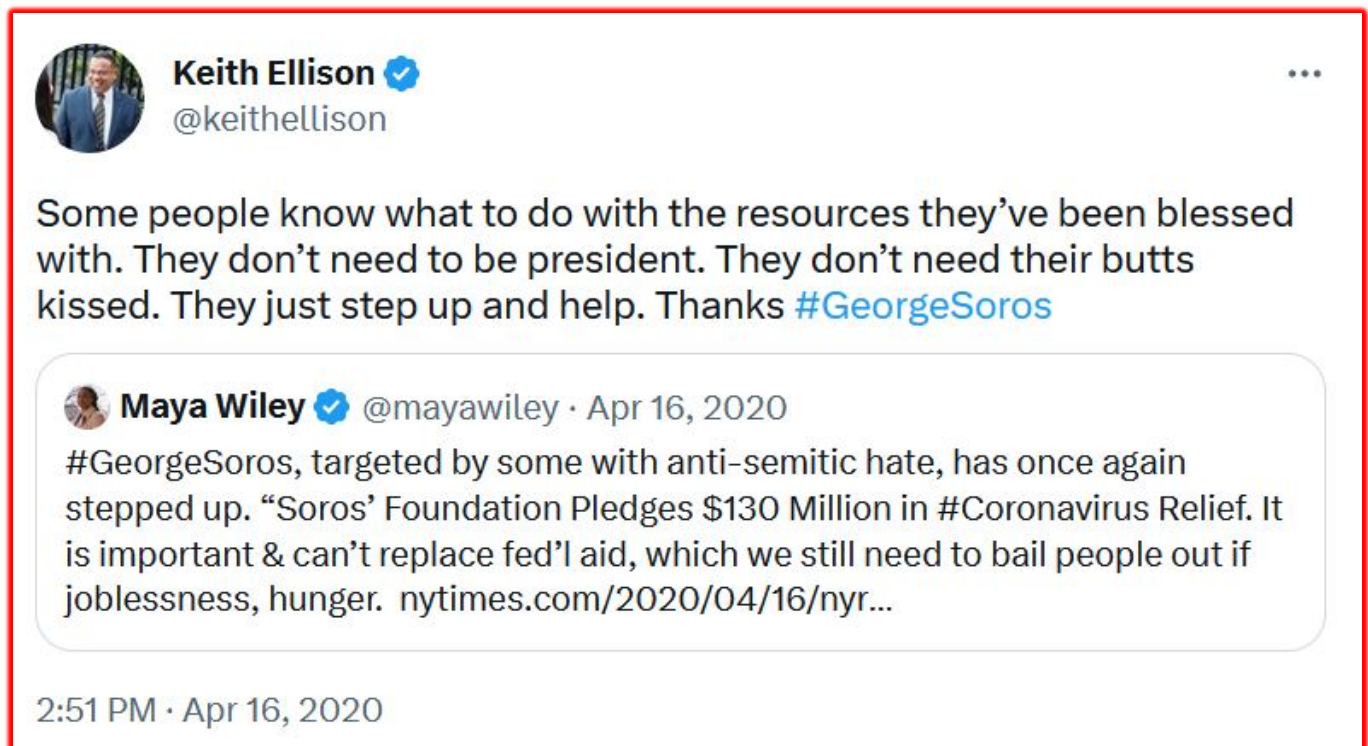 Keith Ellison
@keithellison
Some people know what to do with the resources they’ve been blessed
with. They don’t need to be president. They don’t need their butts
kissed. They just step up and help. Thanks #GeorgeSoros
Maya Wiley @mayawiley · Apr 16, 2020
#GeorgeSoros, targeted by some with anti-semitic hate, has once again
stepped up. “Soros’ Foundation Pledges $130 Million in #Coronavirus Relief. It
is important & can’t replace fed’l aid, which we still need to bail people out if
joblessness, hunger.  nytimes.com/2020/04/16/nyr...
2:51 PM · Apr 16, 2020